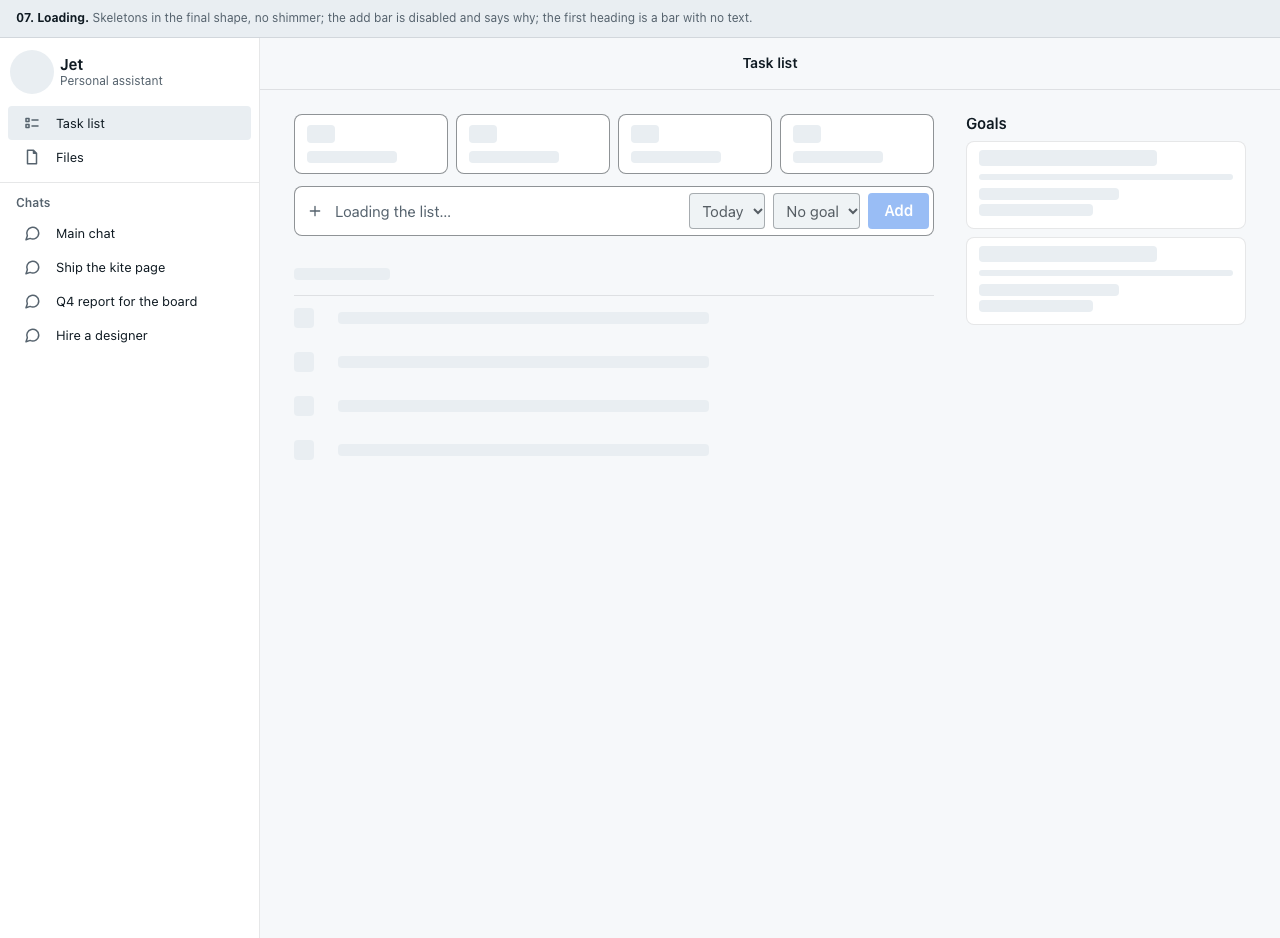 07. Loading. Skeletons in the final shape, no shimmer; the add bar is disabled and says why; the first heading is a bar with no text.
Jet
Personal assistant
Task list
Files
Chats
Main chat
Ship the kite page
Q4 report for the board
Hire a designer
Task list
Loading the list...
Today
No goal
Add
Goals